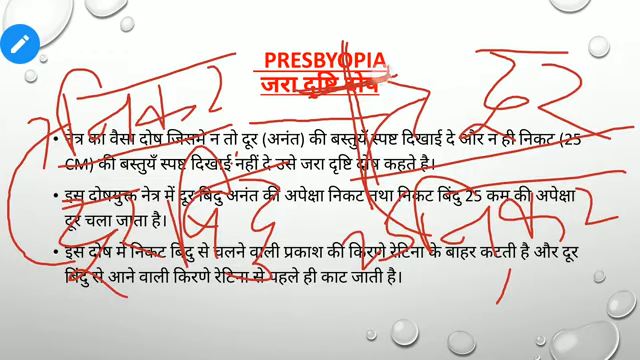 PRESBYOPIA
जरा दृष्टि दोष
नेत्र का वैसा दोष जिसमे न तो दूर (अनंत) की बस्तुयँ स्पष्ट दिखाई दे और न ही निकट (25
CM) की बस्तुयँ स्पष्ट दिखाई नहीं दे उसे जरा दृष्टि दोष कहते है।
इस दोषयुक्त नेत्र में दूर बिंदु अनंत की अपेक्षा निकट तथा निकट बिंदु 25 कम की अपेक्षा
दूर चला जाता है।
इस दोष में निकट बिंदु से चलने वाली प्रकाश की किरणे रेटिना के बाहर कटती है और दूर
बिंदु से आने वाली किरणे रेटिना से पहले ही काट जाती है।